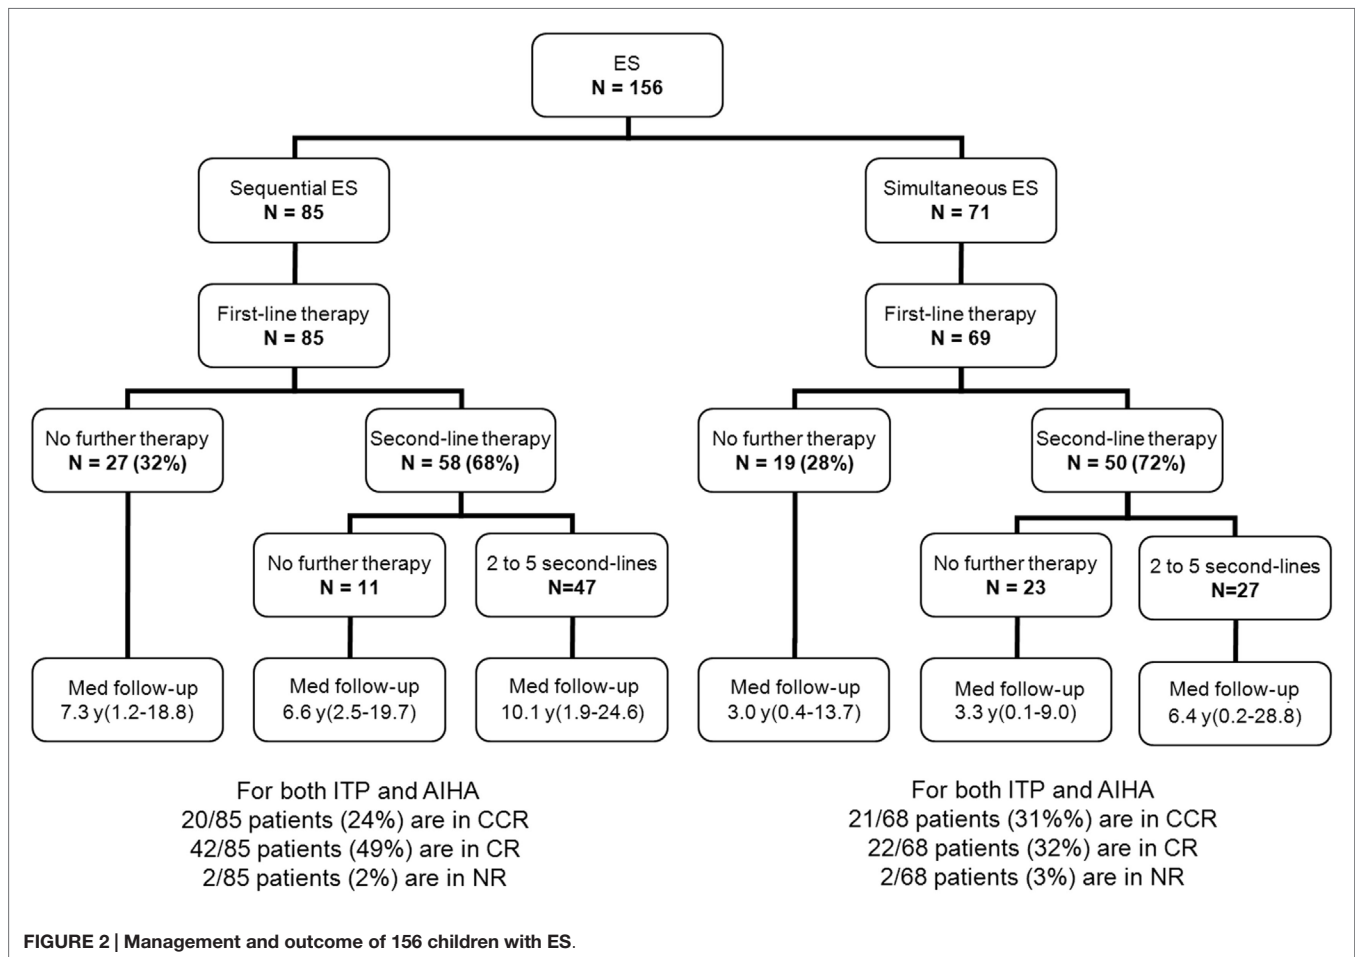 ES
N = 156
Sequential ES
N = 85
Simultaneous ES
N = 71
First-line therapy
N = 85
First-line therapy
N = 69
No further therapy
N = 27 (32%)
Second-line therapy
N = 58 (68%)
No further therapy
N = 19 (28%)
Second-line therapy
N = 50 (72%)
No further therapy
N = 11
2 to 5 second-lines
N=47
No further therapy
N = 23
2 to 5 second-lines
N=27
Med follow-up
7.3 y(1.2-18.8)
Med follow-up
6.6 y(2.5-19.7)
Med follow-up
10.1 y(1.9-24.6)
Med follow-up
3.0 y(0.4-13.7)
Med follow-up
3.3 y(0.1-9.0)
Med follow-up
6.4 y(0.2-28.8)
For both ITP and AIHA
20/85 patients (24%) are in CCR
42/85 patients (49%) are in CR
2/85 patients (2%) are in NR
For both ITP and AIHA
21/68 patients (31%%) are in CCR
22/68 patients (32%) are in CR
2/68 patients (3%) are in NR
FIGURE 2 | Management and outcome of 156 children with ES.